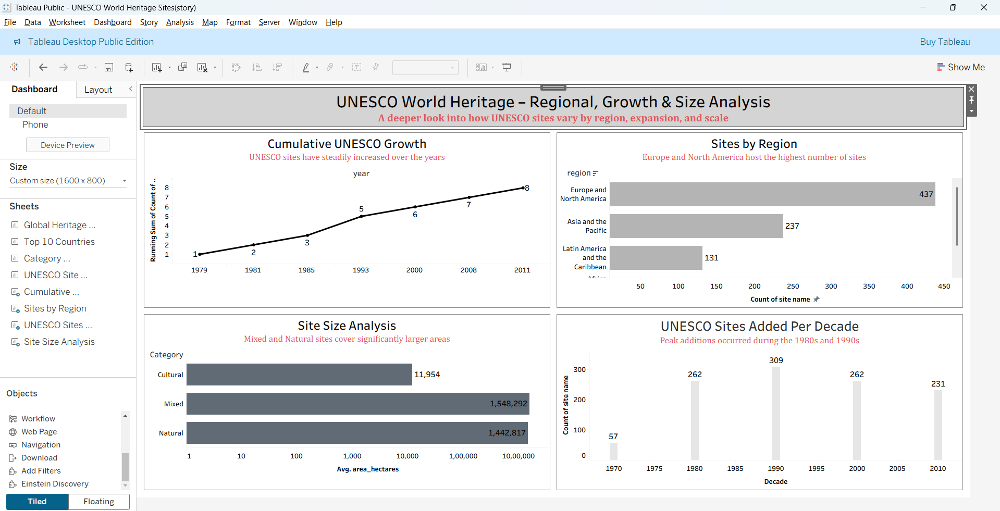 Tableau Public - UNESCO World Heritage Sites(story)
File Data Worksheet Dashboard Story Analysis Map Format Server Window Help
Tableau Desktop Public Edition
Buy Tableau
Show Me
Dashboard
Layout
Default
Phone
Device Preview
Size
Custom size (1600 x 800)
Sheets
Global Heritage ...
Top 10 Countries
Category ...
UNESCO Site ...
Cumulative ...
Sites by Region
UNESCO Sites ...
Site Size Analysis
Objects
Workflow
Web Page
Navigation
Download
Add Filters
Einstein Discovery
Tiled
Floating
UNESCO World Heritage – Regional, Growth & Size Analysis
A deeper look into how UNESCO sites vary by region, expansion, and scale
Cumulative UNESCO Growth
UNESCO sites have steadily increased over the years
year
Running Sum of Count of ..
8
7
6
5
4
3
2
1
1
2
3
5
6
7
8
1979 1981 1985 1993 2000 2008 2011
Sites by Region
Europe and North America host the highest number of sites
region
Europe and
North America
437
Asia and the
Pacific
237
Latin America
and the
Caribbean
131
50 100 150 200 250 300 350 400 450
Count of site name
Site Size Analysis
Mixed and Natural sites cover significantly larger areas
Category
Cultural 11,954
Mixed 1,548,292
Natural 1,442,817
1 10 100 1,000 10,000 1,00,000 10,00,000
Avg. area_hectares
UNESCO Sites Added Per Decade
Peak additions occurred during the 1980s and 1990s
Count of site name
300
200
100
0
57
262
309
262
231
1970 1975 1980 1985 1990 1995 2000 2005 2010
Decade